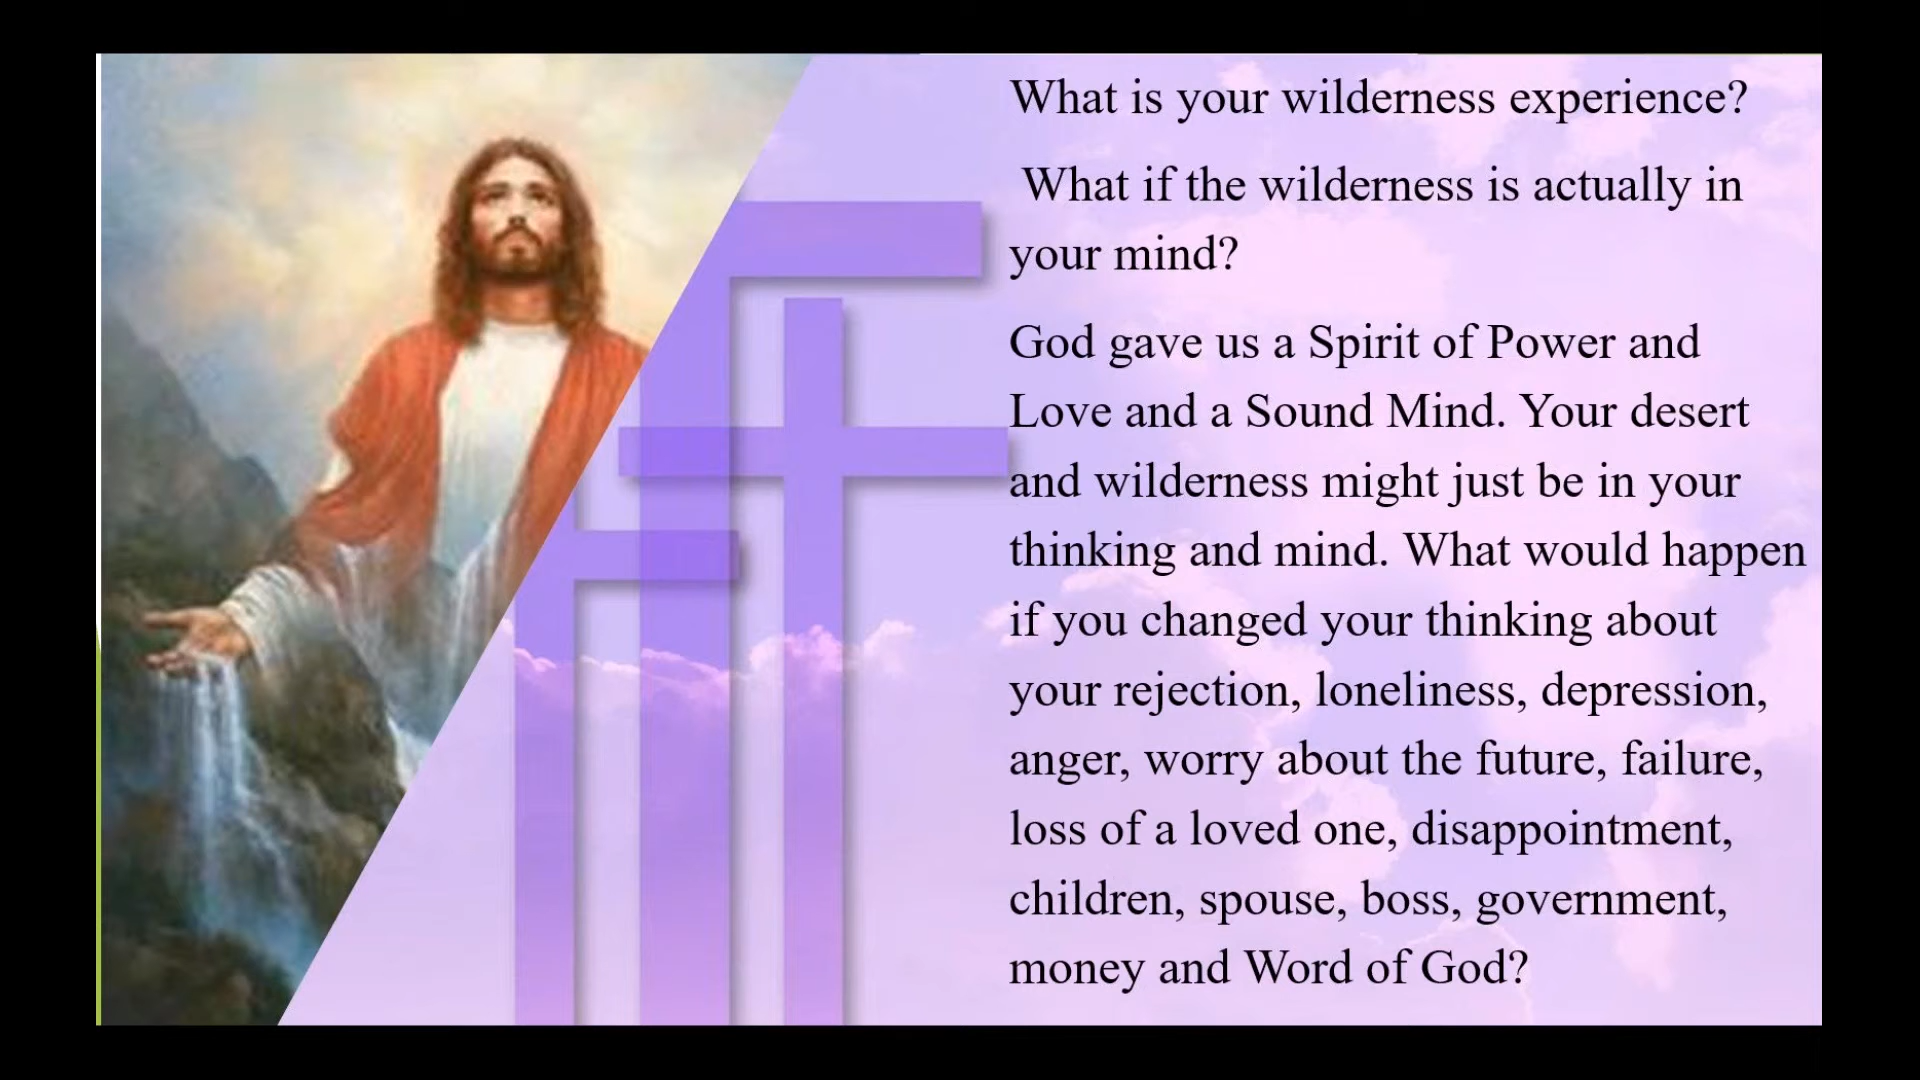 What is your wilderness experience?
What if the wilderness is actually in
your mind?
God gave us a Spirit of Power and
Love and a Sound Mind. Your desert
and wilderness might just be in your
thinking and mind. What would happen
if you changed your thinking about
your rejection, loneliness, depression,
anger, worry about the future, failure,
loss of a loved one, disappointment,
children, spouse, boss, government,
money and Word of God?